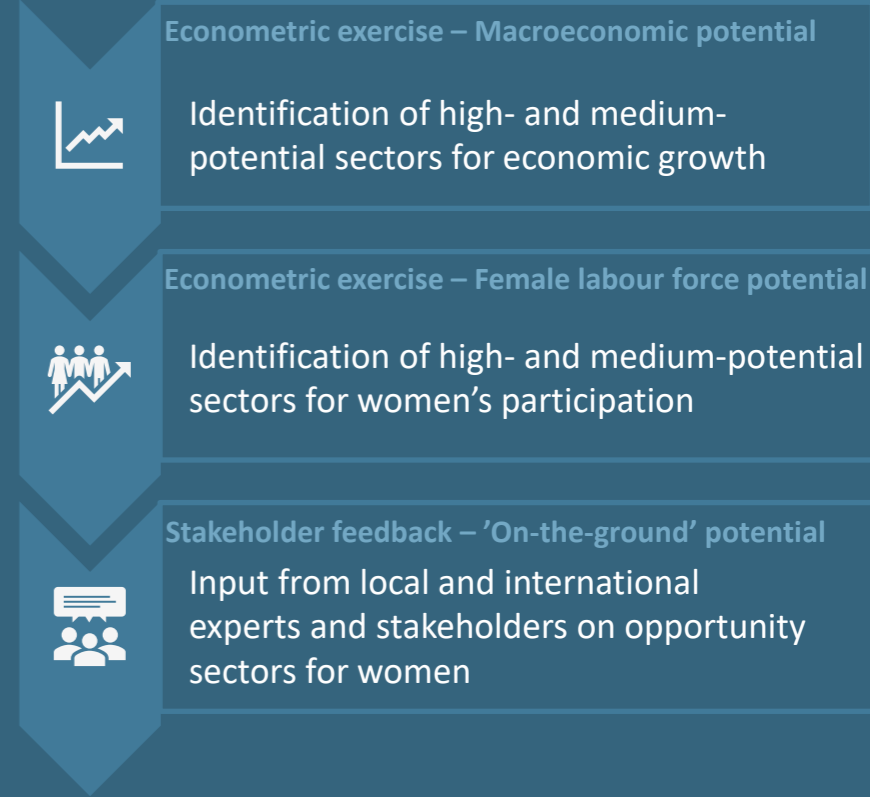 Econometric exercise – Macroeconomic potential
Identification of high- and medium-
potential sectors for economic growth
Econometric exercise – Female labour force potential
Identification of high- and medium-potential
sectors for women’s participation
Stakeholder feedback – ’On-the-ground’ potential
Input from local and international
experts and stakeholders on opportunity
sectors for women